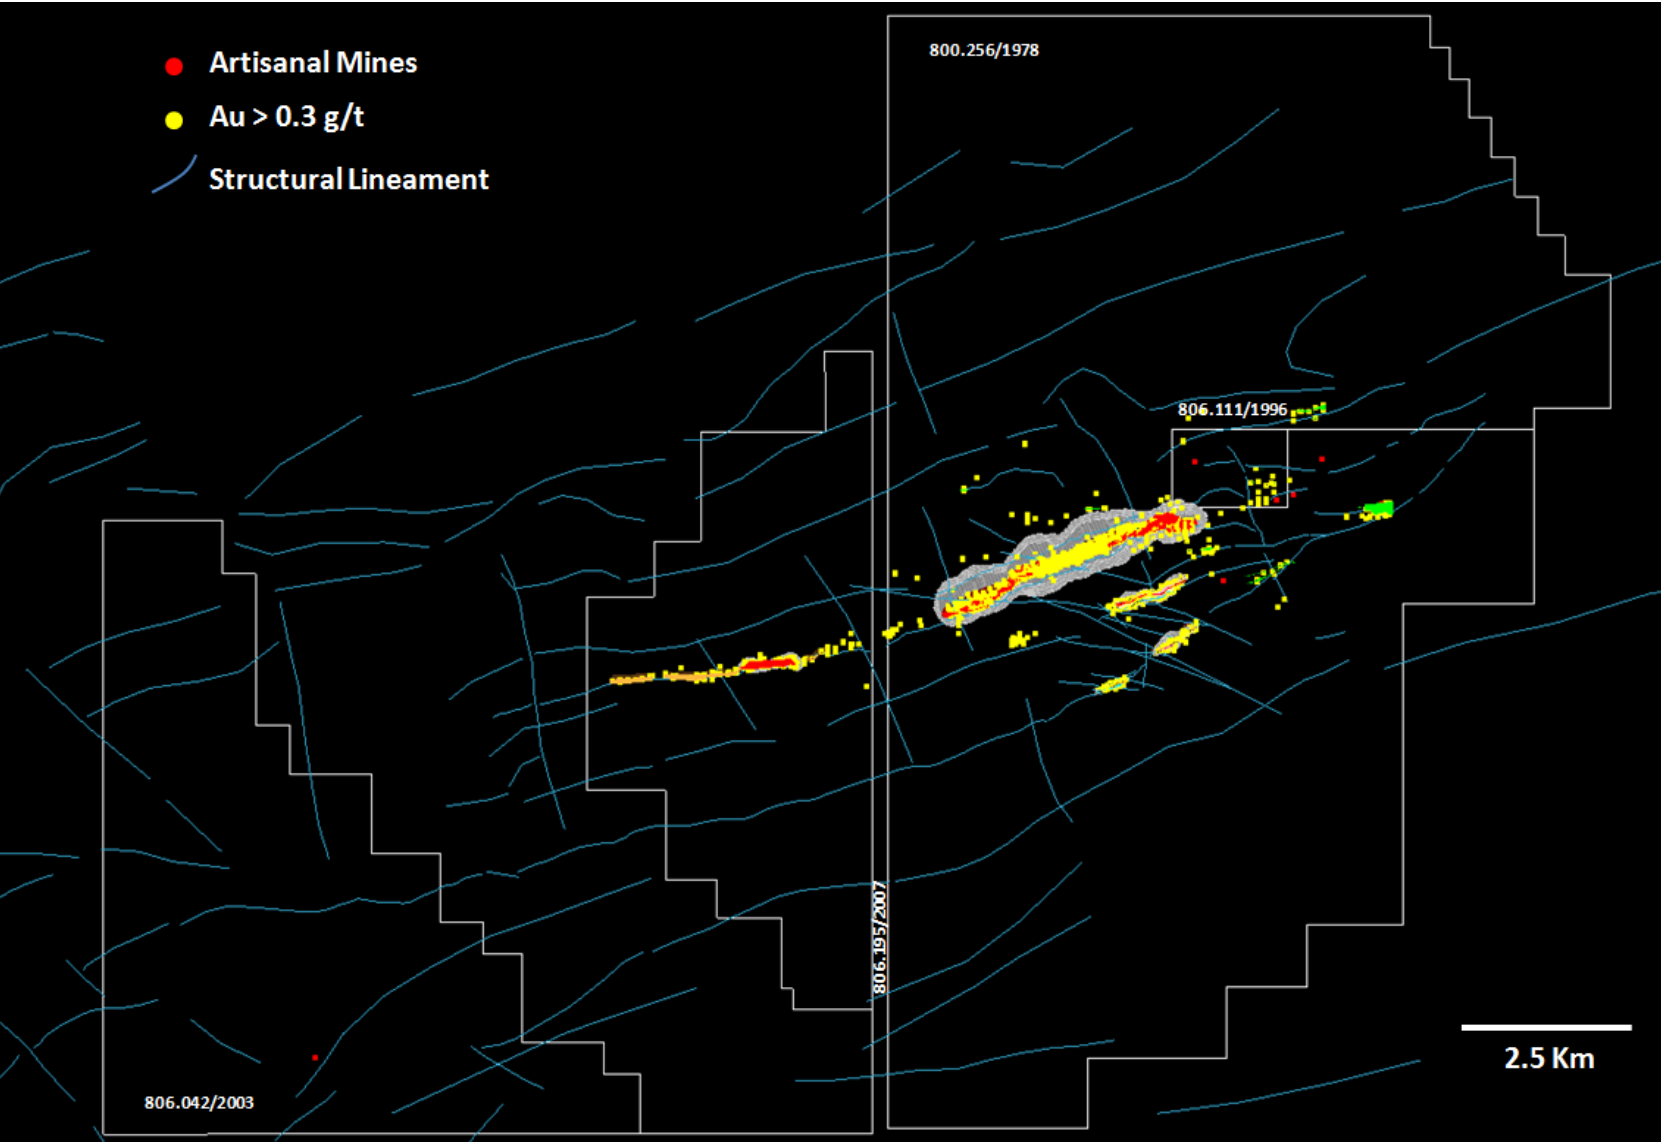 800.256/1978
Artisanal Mines
Au > 0.3 g/t
Structural Lineament
806.111/1996
806.195/2007
2.5 Km
806.042/2003